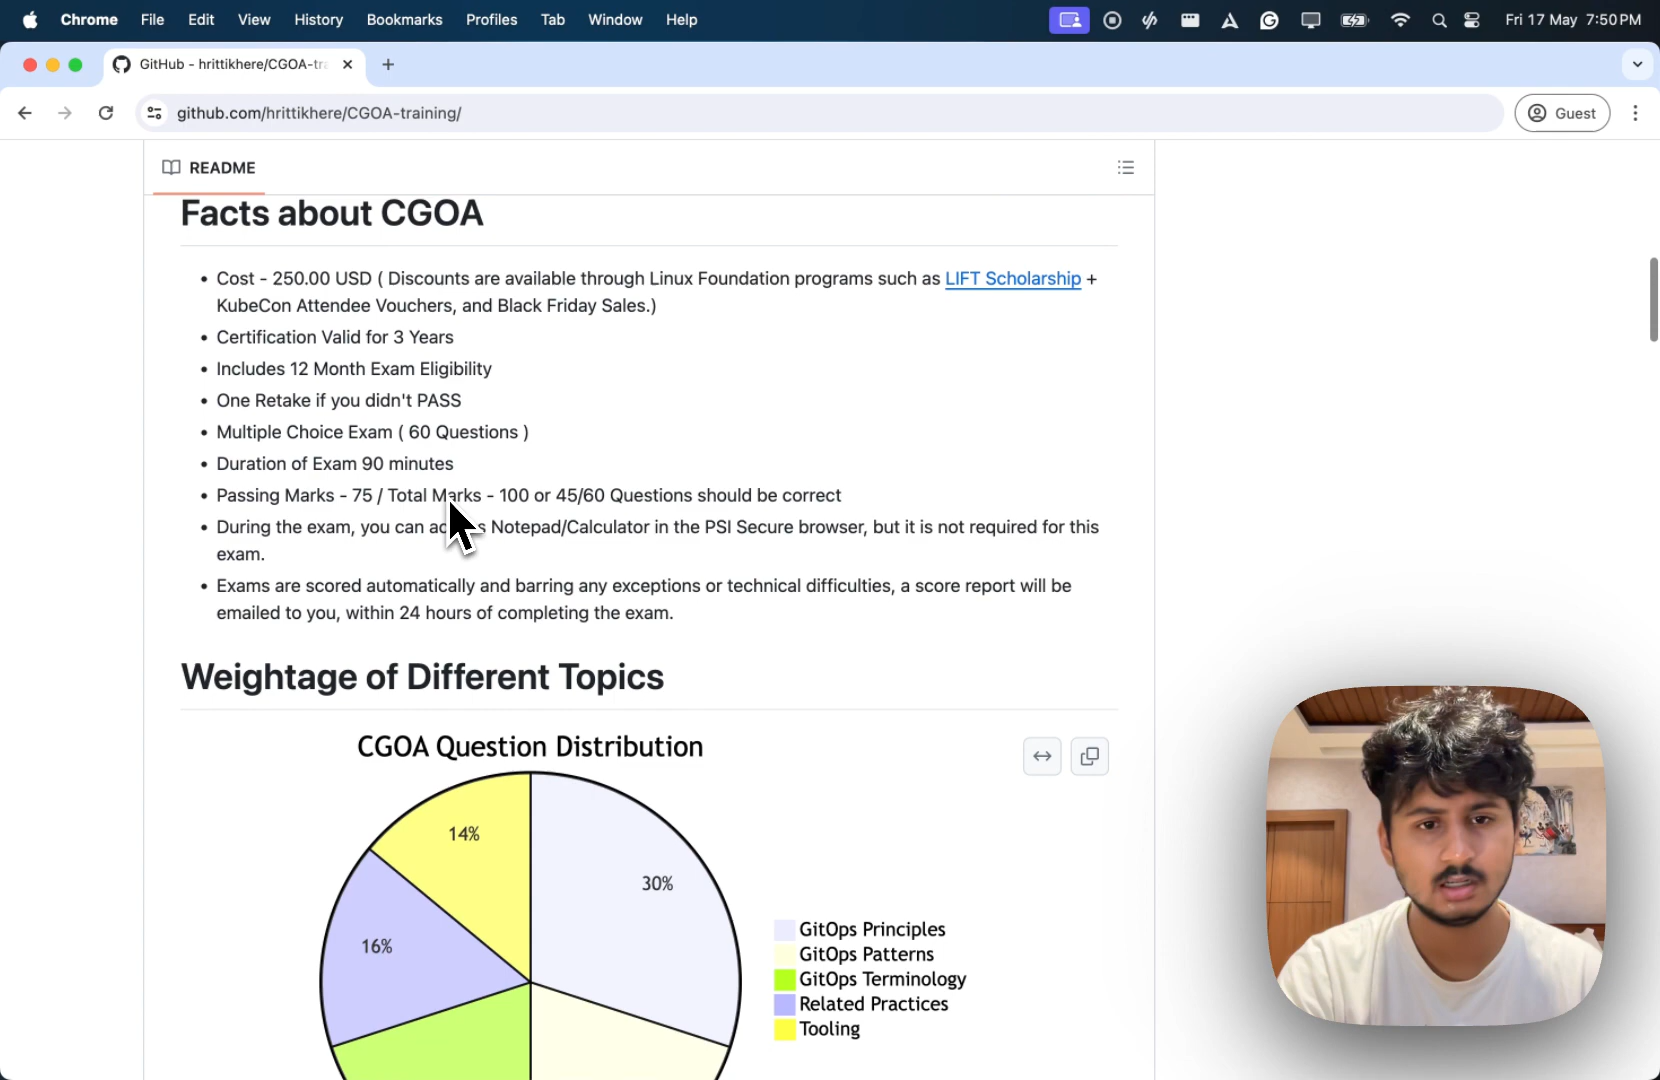 Chrome File Edit View History Bookmarks Profiles Tab Window Help Fri 17 May 7:50 PM
GitHub - hrittikhere/CGOA-tra
github.com/hrittikhere/CGOA-training/ Guest
README
Facts about CGOA
• Cost - 250.00 USD ( Discounts are available through Linux Foundation programs such as LIFT Scholarship +
KubeCon Attendee Vouchers, and Black Friday Sales.)
• Certification Valid for 3 Years
• Includes 12 Month Exam Eligibility
• One Retake if you didn't PASS
• Multiple Choice Exam ( 60 Questions )
• Duration of Exam 90 minutes
• Passing Marks - 75 / Total Marks - 100 or 45/60 Questions should be correct
• During the exam, you can Notepad/Calculator in the PSI Secure browser, but it is not required for this
exam.
• Exams are scored automatically and barring any exceptions or technical difficulties, a score report will be
emailed to you, within 24 hours of completing the exam.
Weightage of Different Topics
CGOA Question Distribution
14%
30%
16%
GitOps Principles
GitOps Patterns
GitOps Terminology
Related Practices
Tooling